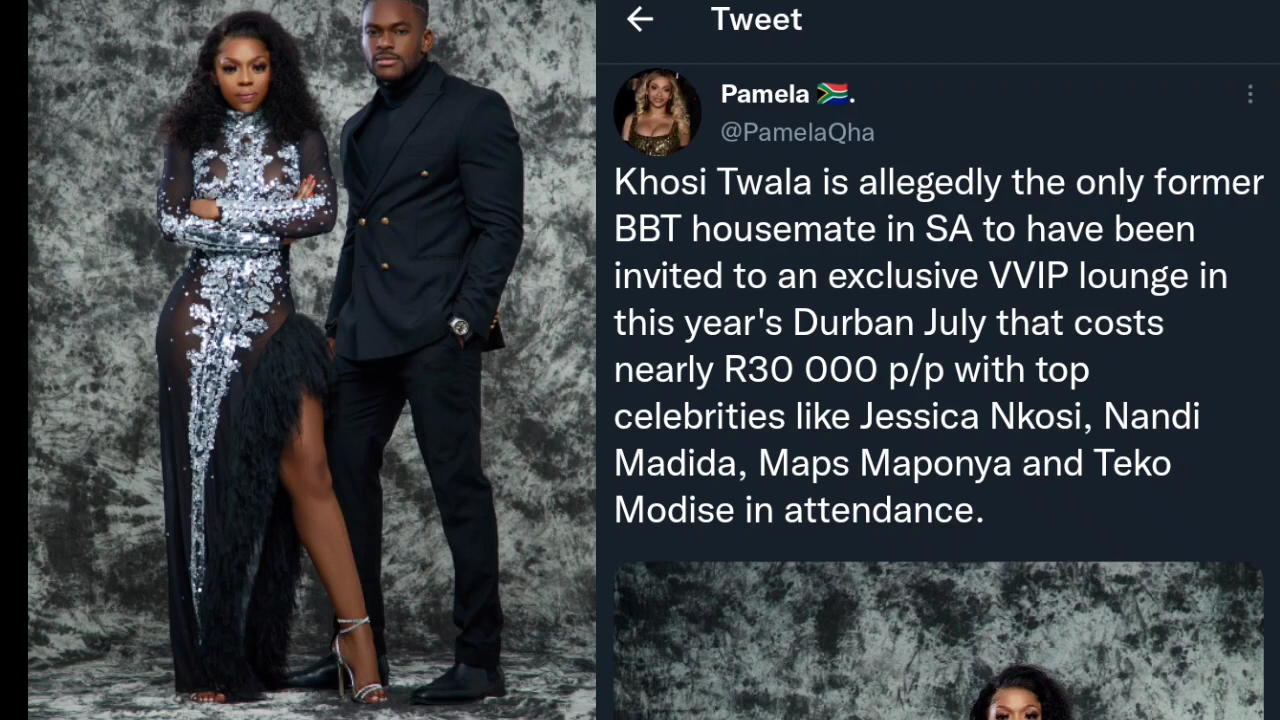 Tweet
Pamela 🇿🇦.
@PamelaQha
Khosi Twala is allegedly the only former
BBT housemate in SA to have been
invited to an exclusive VVIP lounge in
this year's Durban July that costs
nearly R30 000 p/p with top
celebrities like Jessica Nkosi, Nandi
Madida, Maps Maponya and Teko
Modise in attendance.